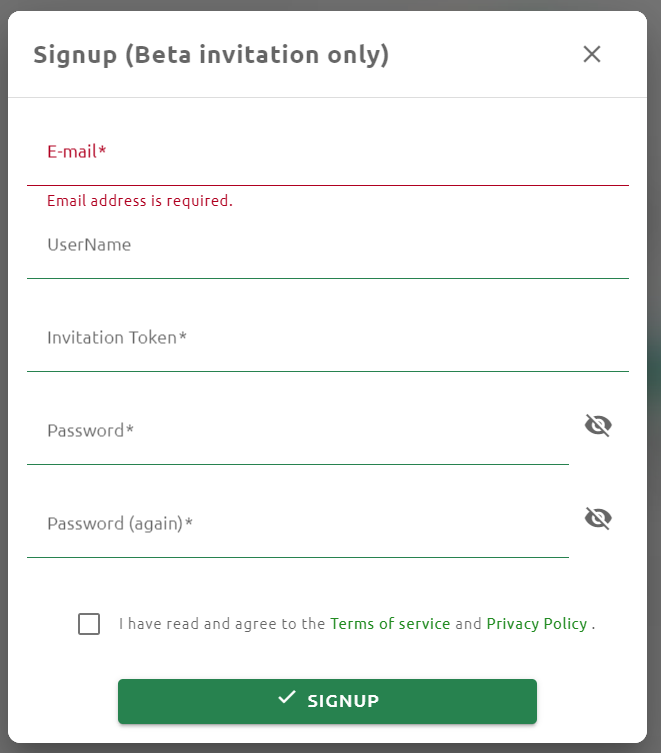 Signup (Beta invitation only)
E-mail*
Email address is required.
UserName
Invitation Token*
Password*
Password (again)*
I have read and agree to the Terms of service and Privacy Policy .
SIGNUP